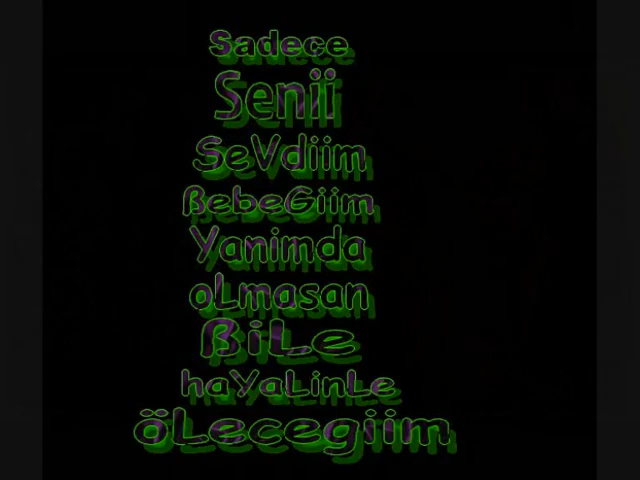 Sadece
Senii
SeVdiim
ßebeGiim
Yanimda
oLmasan
ßiLe
haYaLinLe
öLecegiim